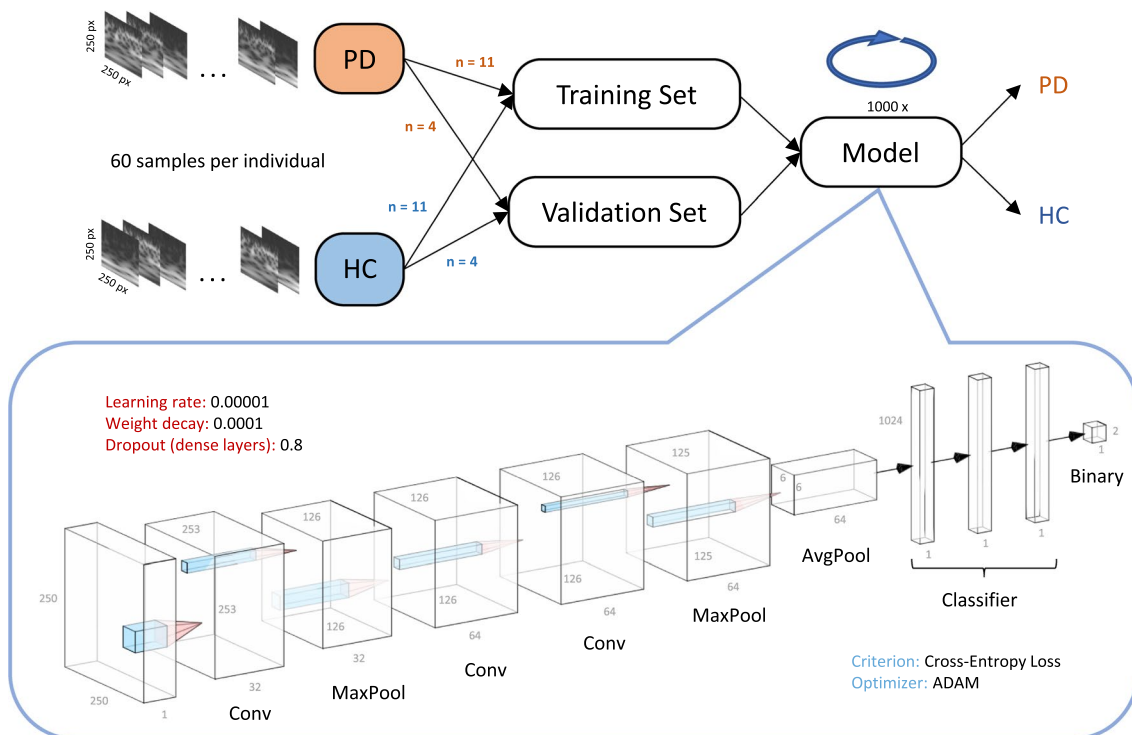 250 px
250 px
. . .
PD
n = 11
Training Set
1000 x
PD
n = 4
Model
60 samples per individual
n = 11
Validation Set
HC
250 px
250 px
. . .
HC
n = 4
Learning rate: 0.00001
Weight decay: 0.0001
Dropout (dense layers): 0.8
250
250
1
253
253
32
Conv
126
126
32
MaxPool
126
126
64
Conv
126
126
64
Conv
125
125
64
MaxPool
6
6
64
AvgPool
1024
1
1
1
Classifier
2
1
Binary
Criterion: Cross-Entropy Loss
Optimizer: ADAM